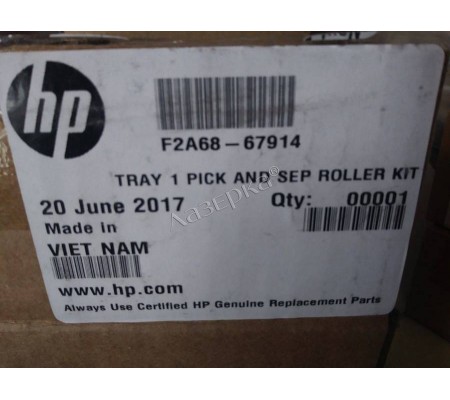 hp
F2A68-67914
TRAY 1 PICK AND SEP ROLLER KIT
20 June 2017 Qty: 00001
Made in
VIET NAM
www.hp.com
Always Use Certified HP Genuine Replacement Parts
Лазерка®